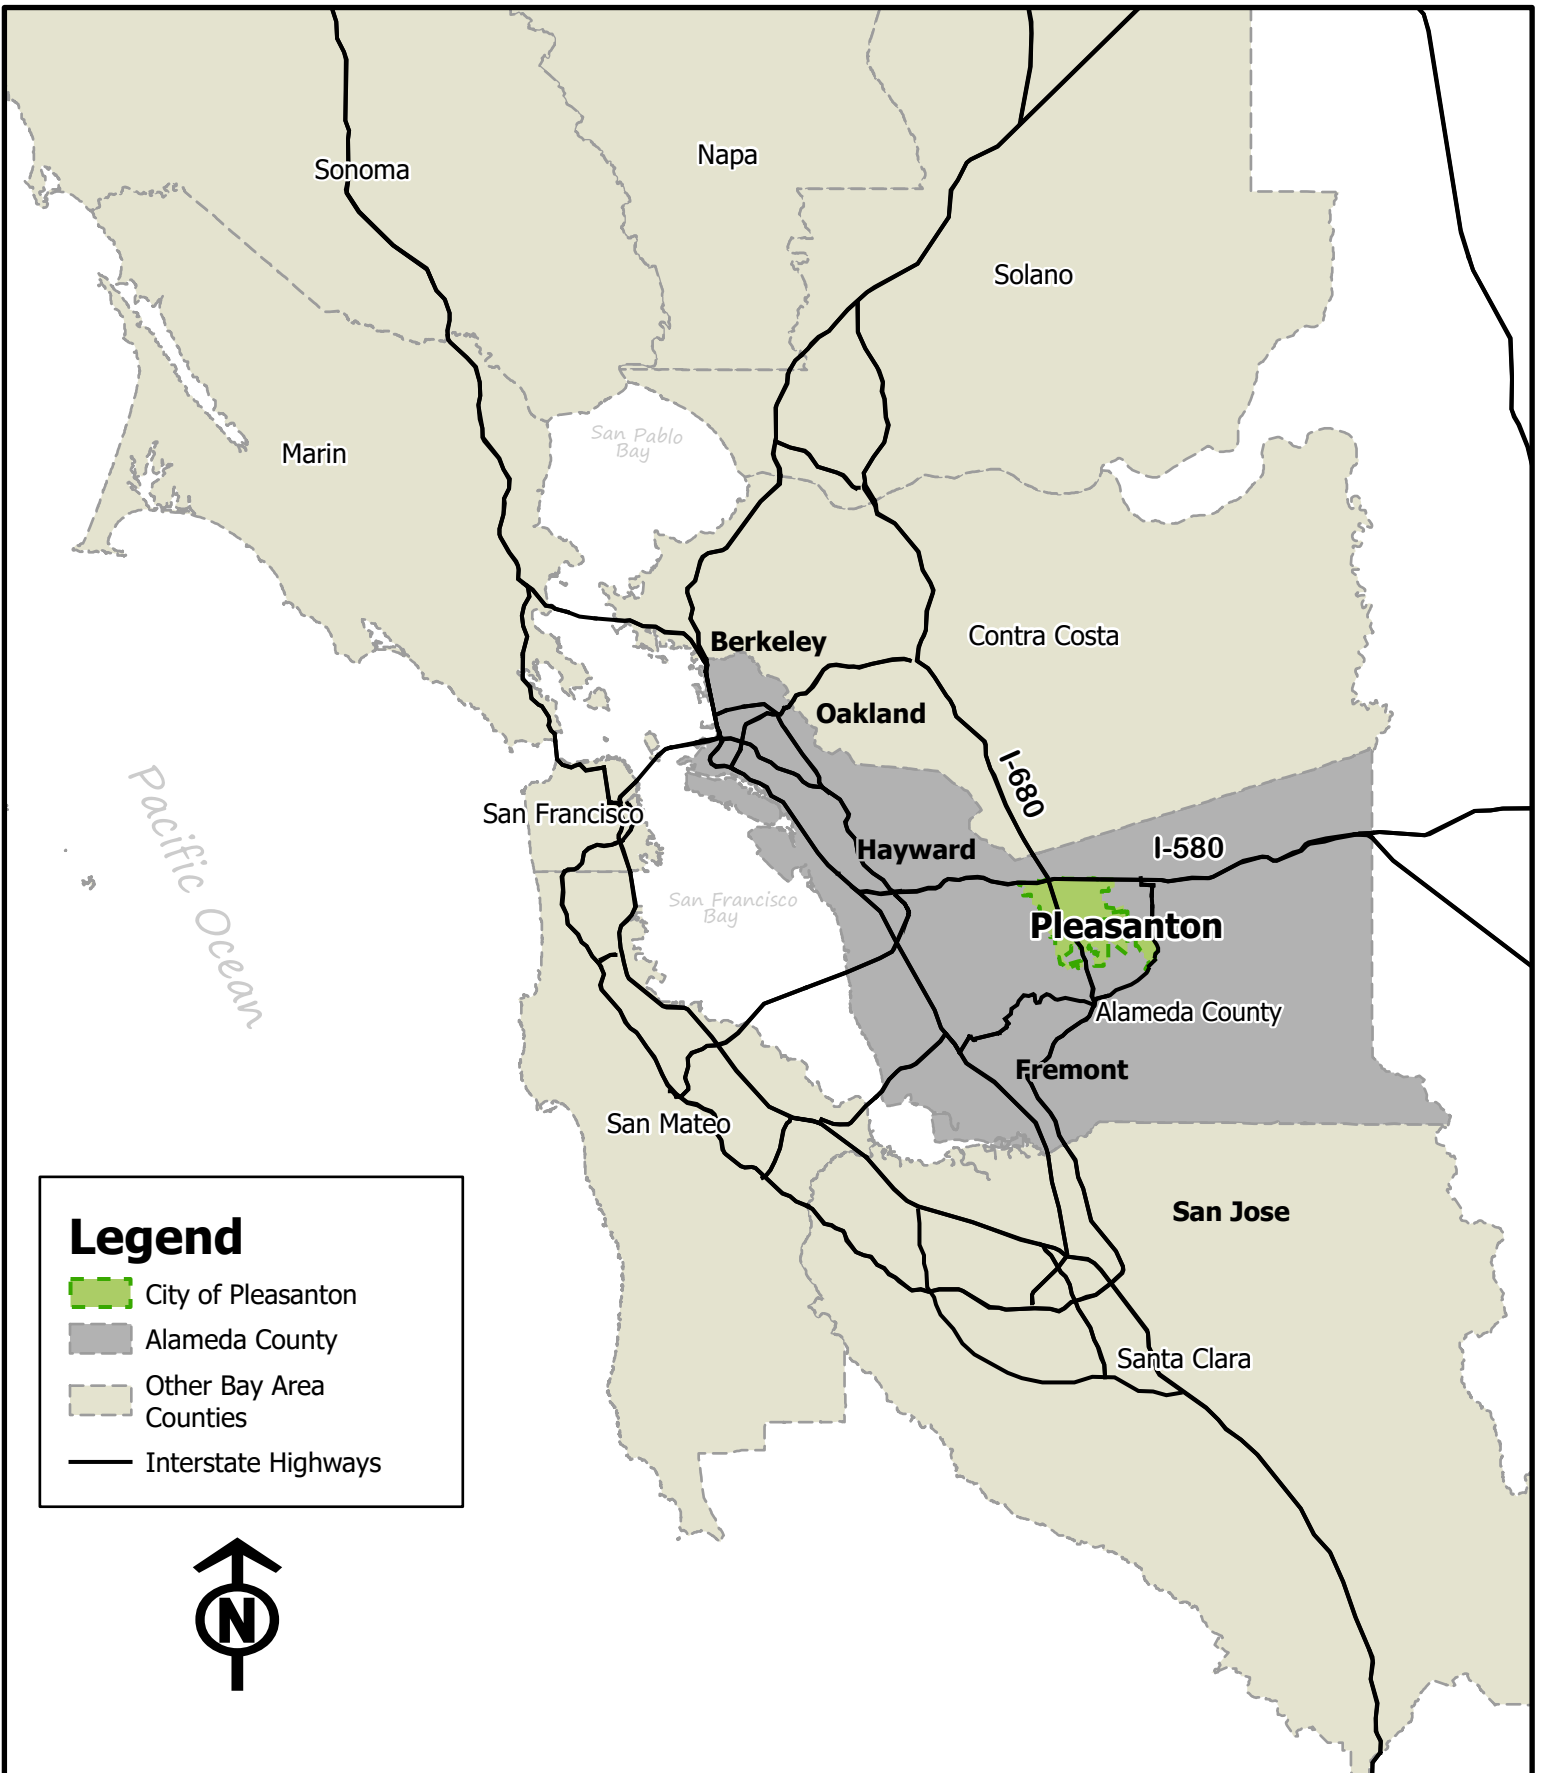 Sonoma
Napa
Solano
San Pablo
Bay
Marin
Berkeley
Contra Costa
Oakland
I-680
Pacific Ocean
San Francisco
Hayward
I-580
San Francisco
Bay
Pleasanton
Alameda County
Fremont
San Mateo
San Jose
Santa Clara
Legend
City of Pleasanton
Alameda County
Other Bay Area
Counties
Interstate Highways
N